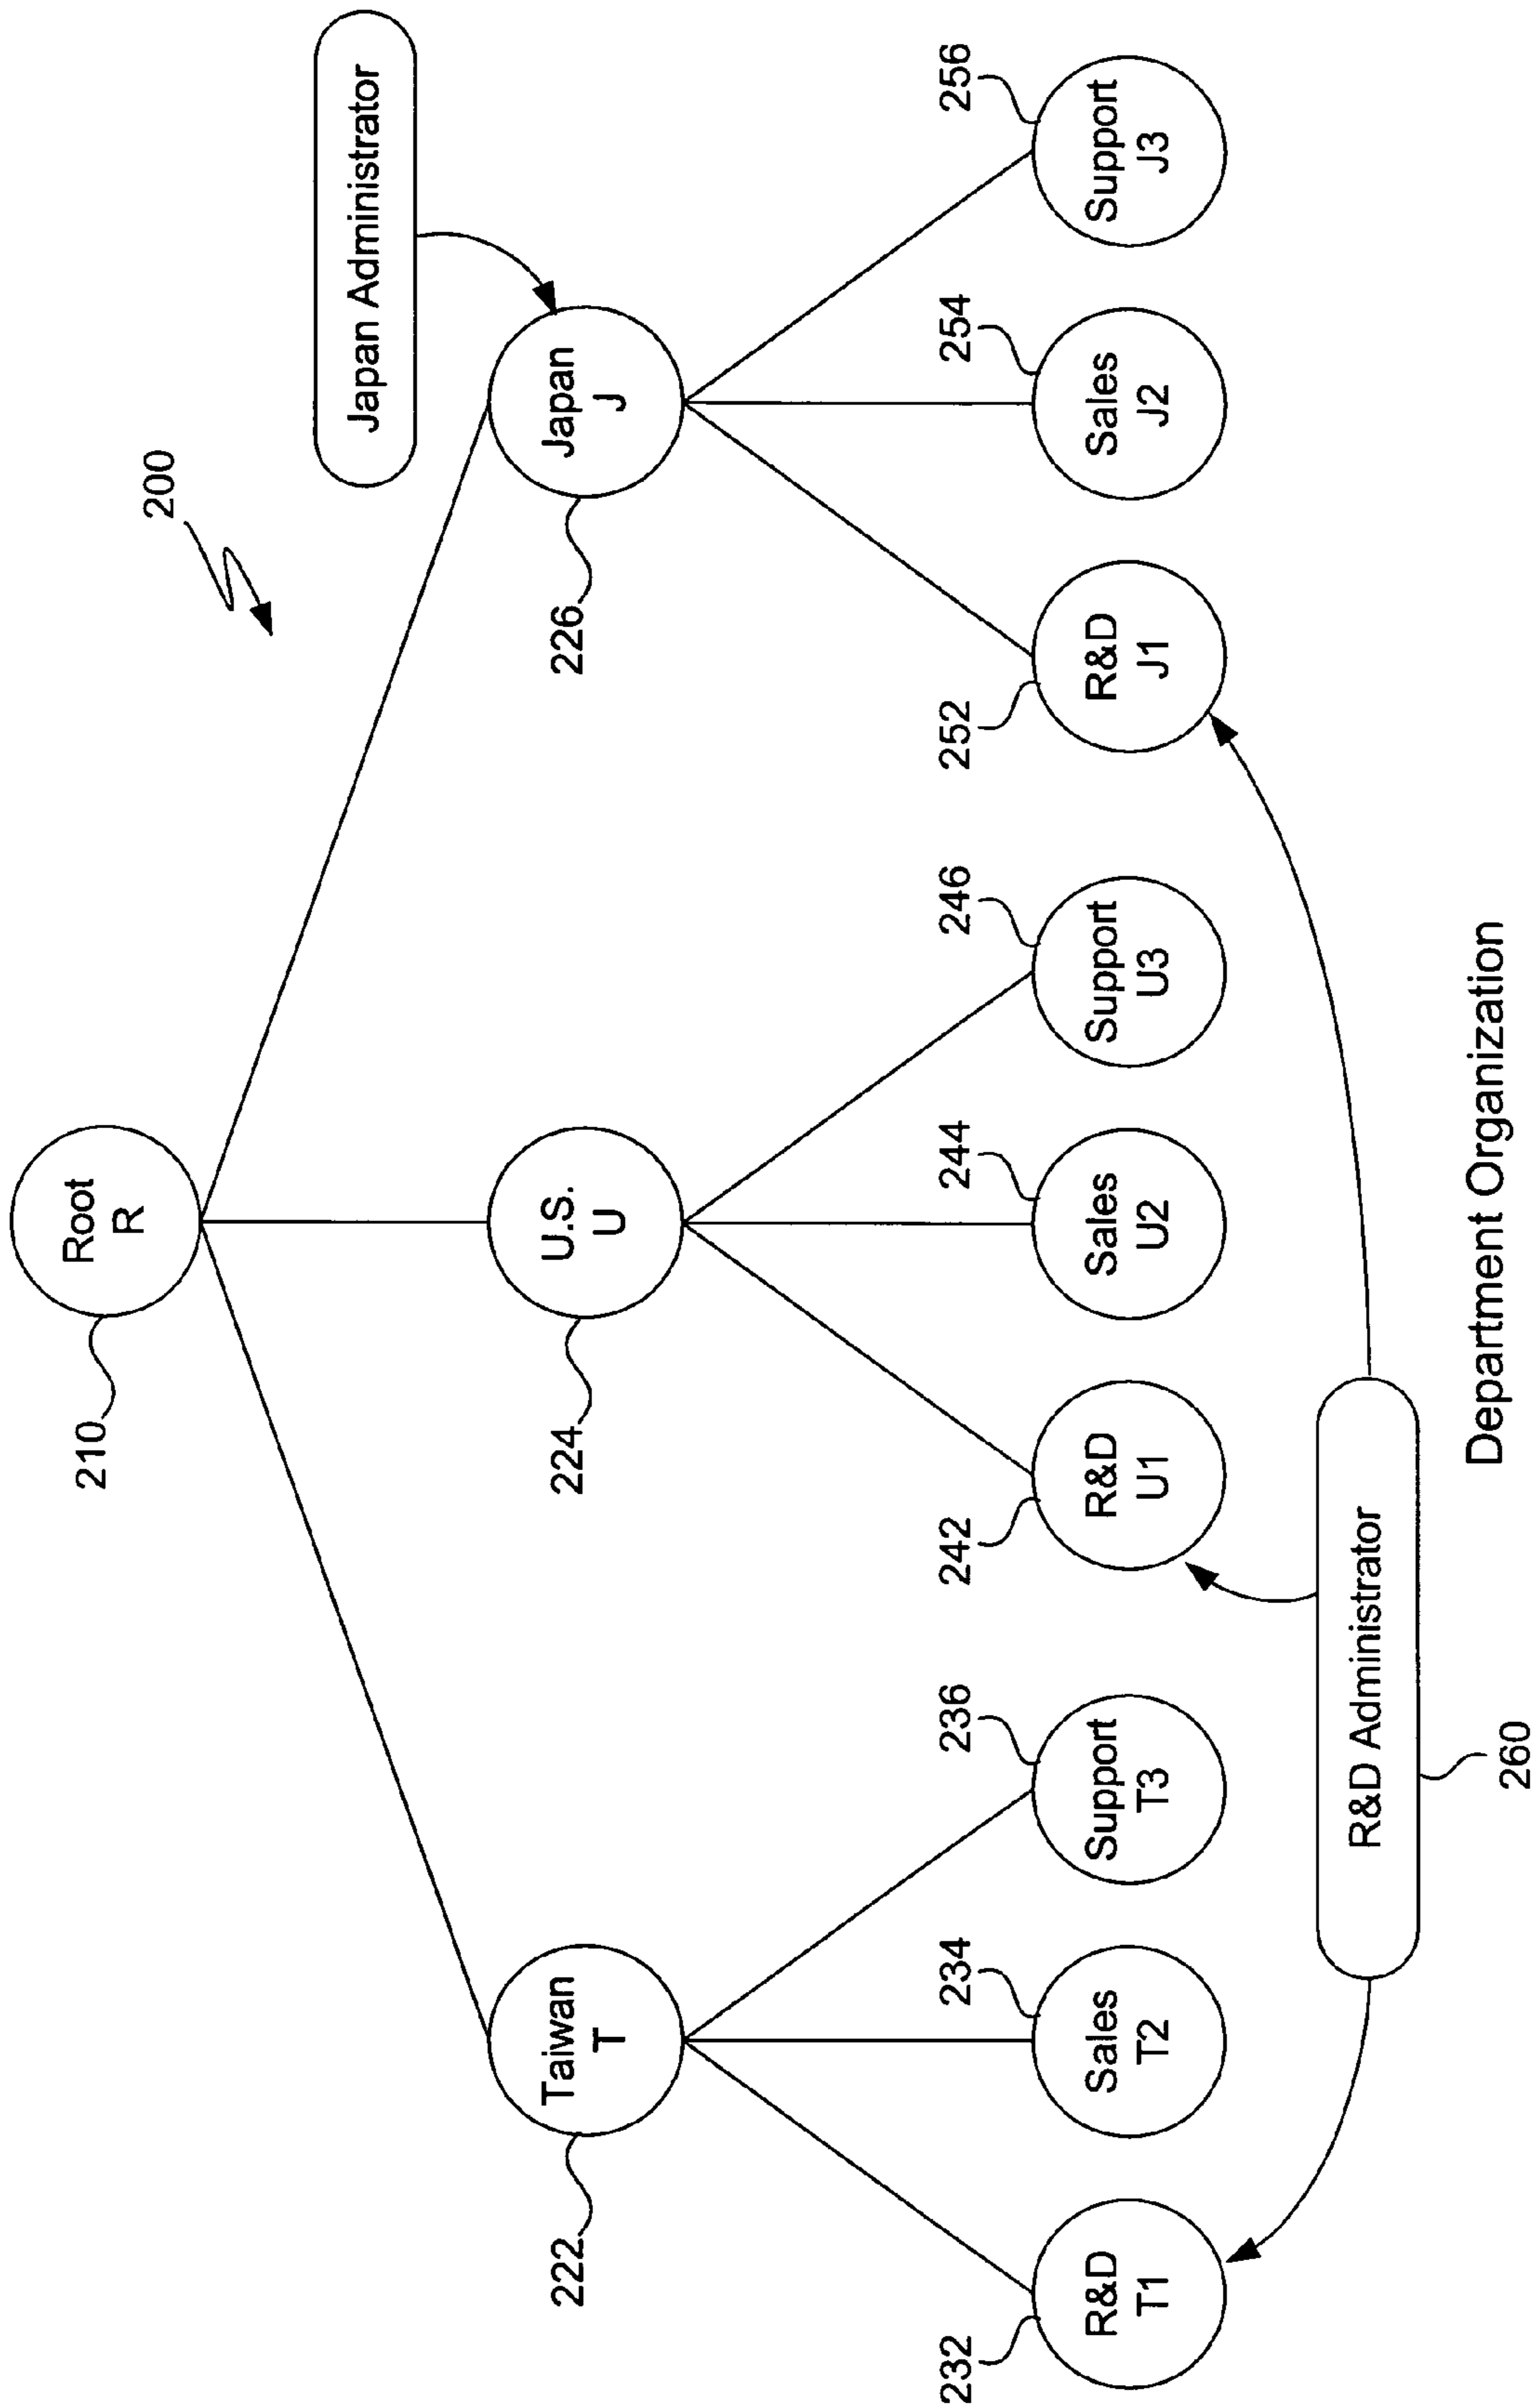 200
Root
R
210
Japan Administrator
Taiwan
T
222
U.S.
U
224
Japan
J
226
R&D
T1
232
Sales
T2
234
Support
T3
236
R&D
U1
242
Sales
U2
244
Support
U3
246
R&D
J1
252
Sales
J2
254
Support
J3
256
R&D Administrator
260
Department Organization